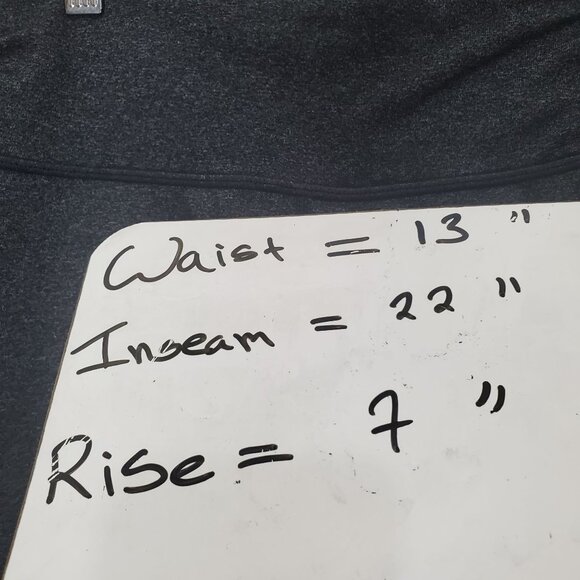 Waist = 13 "
Inseam = 22 "
Rise = 7 "